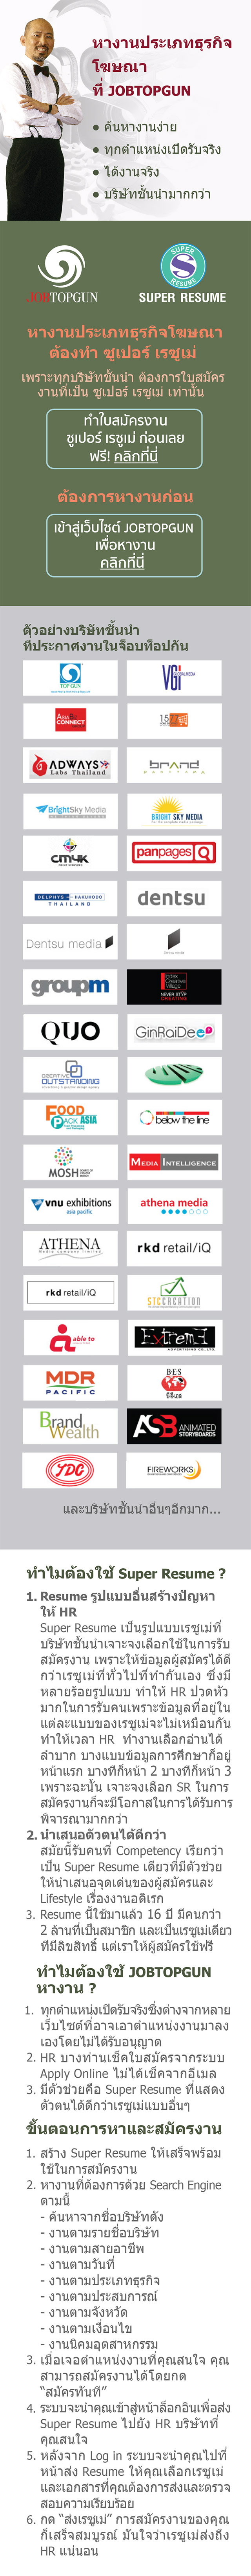 หางานประเภทธุรกิจ
โฆษณา
ที่ JOBTOPGUN
● ค้นหางานง่าย
● ทุกตำแหน่งเปิดรับจริง
● ได้งานจริง
● บริษัทชั้นนำมากกว่า
JOBTOPGUN
SUPER RESUME
SUPER RESUME
หางานประเภทธุรกิจโฆษณา
ต้องทำ ซูเปอร์ เรซูเม่
เพราะทุกบริษัทชั้นนำ ต้องการใบสมัคร
งานที่เป็น ซูเปอร์ เรซูเม่ เท่านั้น
ทำใบสมัครงาน
ซูเปอร์ เรซูเม่ ก่อนเลย
ฟรี! คลิกที่นี่
ต้องการหางานก่อน
เข้าสู่เว็บไซต์ JOBTOPGUN
เพื่อหางาน
คลิกที่นี่
ตัวอย่างบริษัทชั้นนำ
ที่ประกาศงานในจ็อบท็อปกัน
TOP GUN
VGI GLOBAL MEDIA
ASIA CONNECT
1577
ADWAYS
Labs Thailand
brand
BrightSky Media
BRIGHT SKY MEDIA
CMYK
panpages
DELPHYS HAKUHODO
THAILAND
dentsu
Dentsu media
Dentsu media
groupm
Index Creative Village
NEVER STOP CREATING
QUO
GinRaiDee
CREATIVE
OUTSTANDING
FOOD
PACK ASIA
below the line
MOSH
MEDIA INTELLIGENCE
vnu exhibitions
asia pacific
athena media
ATHENA
media company limited
rkd retail/iQ
rkd retail/iQ
STCCREATION
able to
EXTREME
ADVERTISING CO.,LTD.
MDR
PACIFIC
BES
บีอีเอส
Brand
Wealth
ASB ANIMATED
STORYBOARDS
JDC
FIREWORKS
และบริษัทชั้นนำอื่นๆอีกมาก...
ทำไมต้องใช้ Super Resume ?
1. Resume รูปแบบอื่นสร้างปัญหา
ให้ HR
Super Resume เป็นรูปแบบเรซูเม่ที่
บริษัทชั้นนำเจาะจงเลือกใช้ในการรับ
สมัครงาน เพราะให้ข้อมูลผู้สมัครได้ดี
กว่าเรซูเม่ที่ทั่วไปที่ทำกันเอง ซึ่งมี
หลายร้อยรูปแบบ ทำให้ HR ปวดหัว
มากในการรับคนเพราะข้อมูลที่อยู่ใน
แต่ละแบบของเรซูเม่จะไม่เหมือนกัน
ทำให้เวลา HR ทำงานเลือกอ่านได้
ลำบาก บางแบบข้อมูลการศึกษาก็อยู่
หน้าแรก บางทีก็หน้า 2 บางทีก็หน้า 3
เพราะฉะนั้น เจาะจงเลือก SR ในการ
สมัครงานก็จะมีโอกาสในการได้รับการ
พิจารณามากกว่า
2. นำเสนอตัวตนได้ดีกว่า
สมัยนี้รับคนที่ Competency เรียกว่า
เป็น Super Resume เดียวที่มีตัวช่วย
ให้นำเสนอจุดเด่นของผู้สมัครและ
Lifestyle เรื่องงานอดิเรก
3. Resume นี้ใช้มาแล้ว 16 ปี มีคนกว่า
2 ล้านที่เป็นสมาชิก และเป็นเรซูเม่เดียว
ที่มีลิขสิทธิ์ แต่เราให้ผู้สมัครใช้ฟรี
ทำไมต้องใช้ JOBTOPGUN
หางาน ?
1. ทุกตำแหน่งเปิดรับจริงซึ่งต่างจากหลาย
เว็บไซต์ที่อาจเอาตำแหน่งงานมาลง
เองโดยไม่ได้รับอนุญาต
2. HR บางท่านเช็คใบสมัครจากระบบ
Apply Online ไม่ได้เช็คจากอีเมล
3. มีตัวช่วยคือ Super Resume ที่แสดง
ตัวตนได้ดีกว่าเรซูเม่แบบอื่นๆ
ขั้นตอนการหาและสมัครงาน
1. สร้าง Super Resume ให้เสร็จพร้อม
ใช้ในการสมัครงาน
2. หางานที่ต้องการด้วย Search Engine
ตามนี้
- ค้นหาจากชื่อบริษัทดัง
- งานตามรายชื่อบริษัท
- งานตามสายอาชีพ
- งานตามวันที่
- งานตามประเภทธุรกิจ
- งานตามประสบการณ์
- งานตามจังหวัด
- งานตามเงื่อนไข
- งานนิคมอุตสาหกรรม
3. เมื่อเจอตำแหน่งงานที่คุณสนใจ คุณ
สามารถสมัครงานได้โดยกด
“สมัครทันที”
4. ระบบจะนำคุณเข้าสู่หน้าล็อกอินเพื่อส่ง
Super Resume ไปยัง HR บริษัทที่
คุณสนใจ
5. หลังจาก Log in ระบบจะนำคุณไปที่
หน้าส่ง Resume ให้คุณเลือกเรซูเม่
และเอกสารที่คุณต้องการส่งและตรวจ
สอบความเรียบร้อย
6. กด “ส่งเรซูเม่” การสมัครงานของคุณ
ก็เสร็จสมบูรณ์ มั่นใจว่าเรซูเม่ส่งถึง
HR แน่นอน